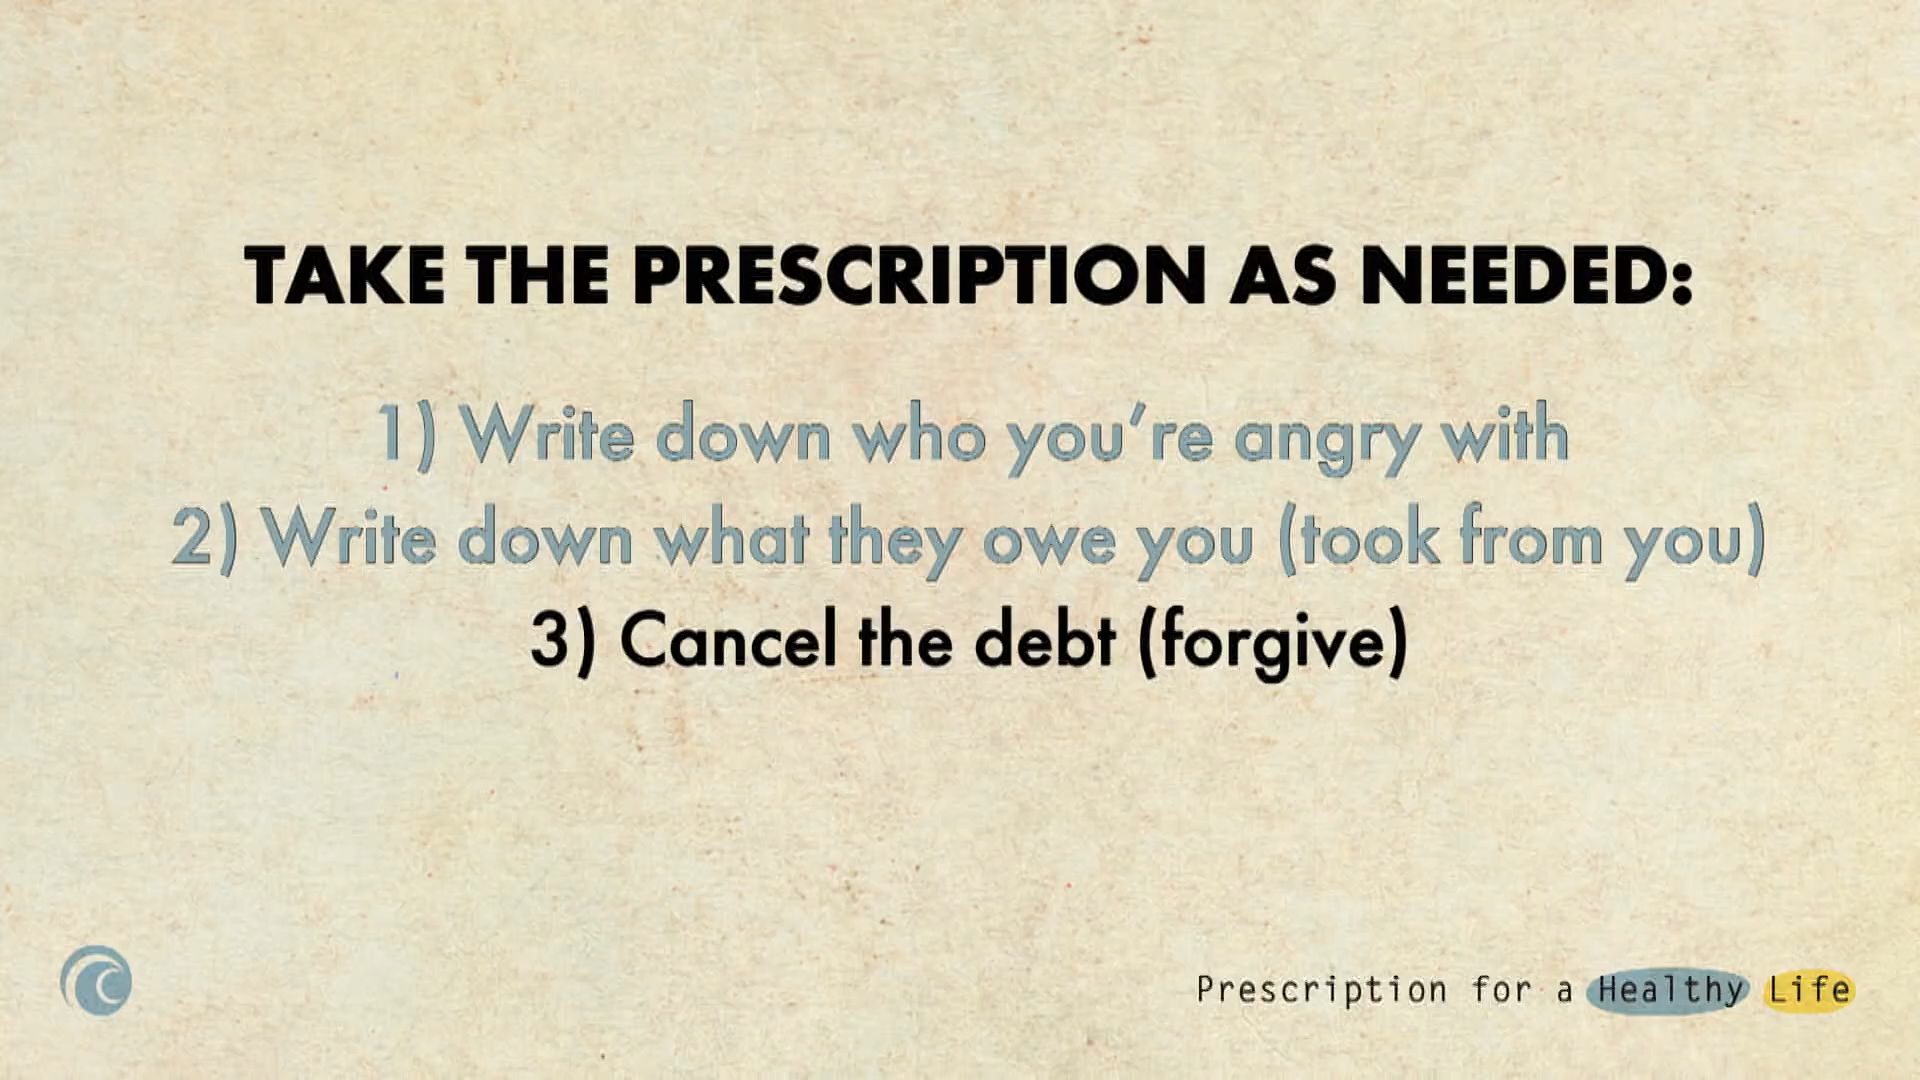 TAKE THE PRESCRIPTION AS NEEDED:
1) Write down who you’re angry with
2) Write down what they owe you (took from you)
3) Cancel the debt (forgive)
Prescription for a Healthy Life